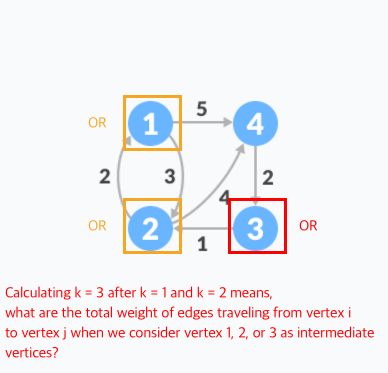 OR
1
5
4
2
3
4
2
OR
2
1
3
OR
Calculating k = 3 after k = 1 and k = 2 means,
what are the total weight of edges traveling from vertex i
to vertex j when we consider vertex 1, 2, or 3 as intermediate
vertices?